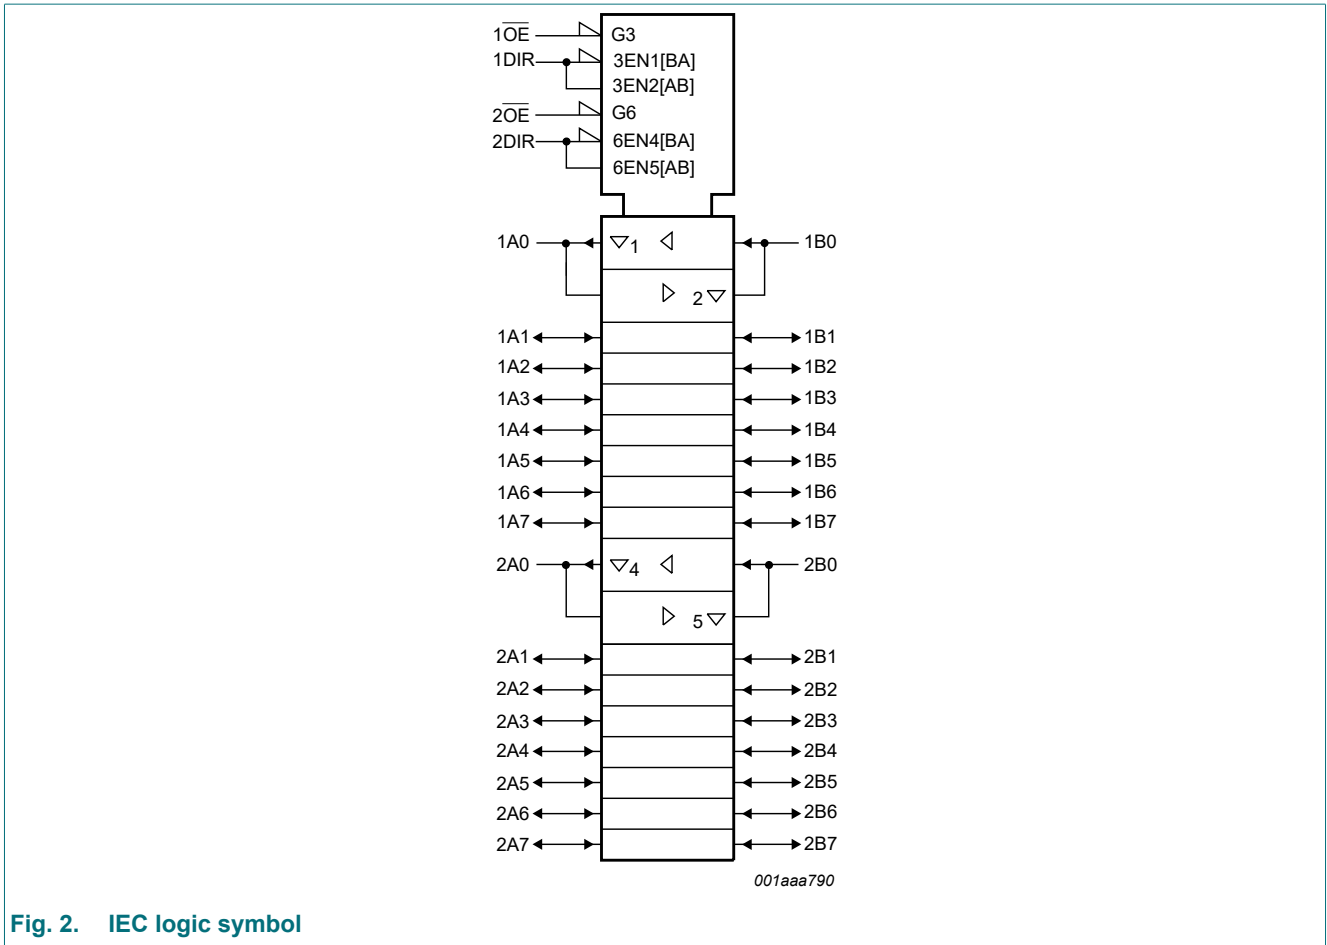 1O̅E̅ G3
1DIR 3EN1[BA]
3EN2[AB]
2O̅E̅ G6
2DIR 6EN4[BA]
6EN5[AB]
1A0 1 1B0
2
1A1 1B1
1A2 1B2
1A3 1B3
1A4 1B4
1A5 1B5
1A6 1B6
1A7 1B7
2A0 4 2B0
5
2A1 2B1
2A2 2B2
2A3 2B3
2A4 2B4
2A5 2B5
2A6 2B6
2A7 2B7
001aaa790
Fig. 2. IEC logic symbol